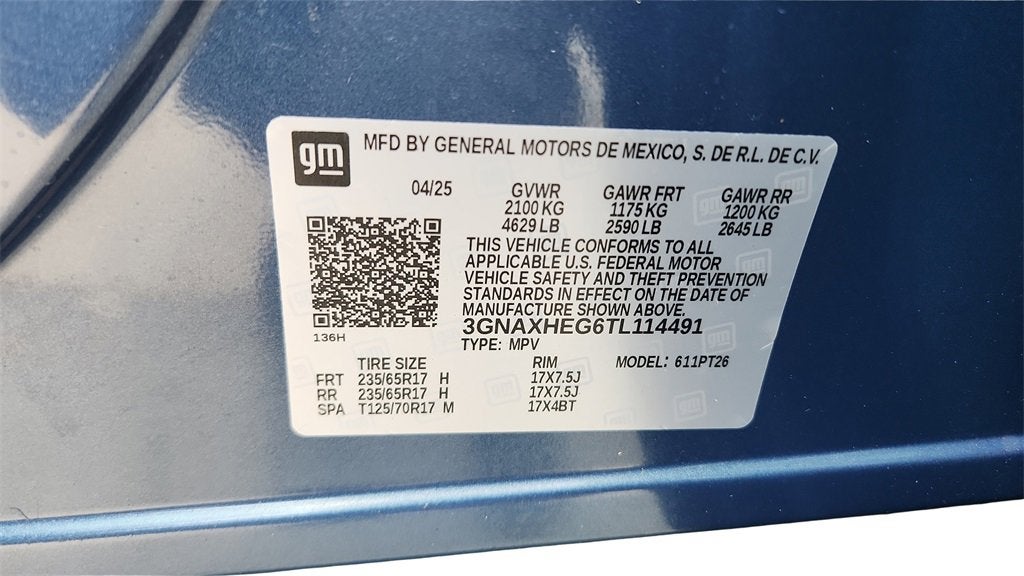 gm MFD BY GENERAL MOTORS DE MEXICO, S. DE R.L. DE C.V.
04/25 GVWR GAWR FRT GAWR RR
2100 KG 1175 KG 1200 KG
4629 LB 2590 LB 2645 LB
THIS VEHICLE CONFORMS TO ALL
APPLICABLE U.S. FEDERAL MOTOR
VEHICLE SAFETY AND THEFT PREVENTION
STANDARDS IN EFFECT ON THE DATE OF
MANUFACTURE SHOWN ABOVE.
3GNAXHEG6TL114491
136H
TYPE: MPV
TIRE SIZE RIM MODEL: 611PT26
FRT 235/65R17 H 17X7.5J
RR 235/65R17 H 17X7.5J
SPA T125/70R17 M 17X4BT